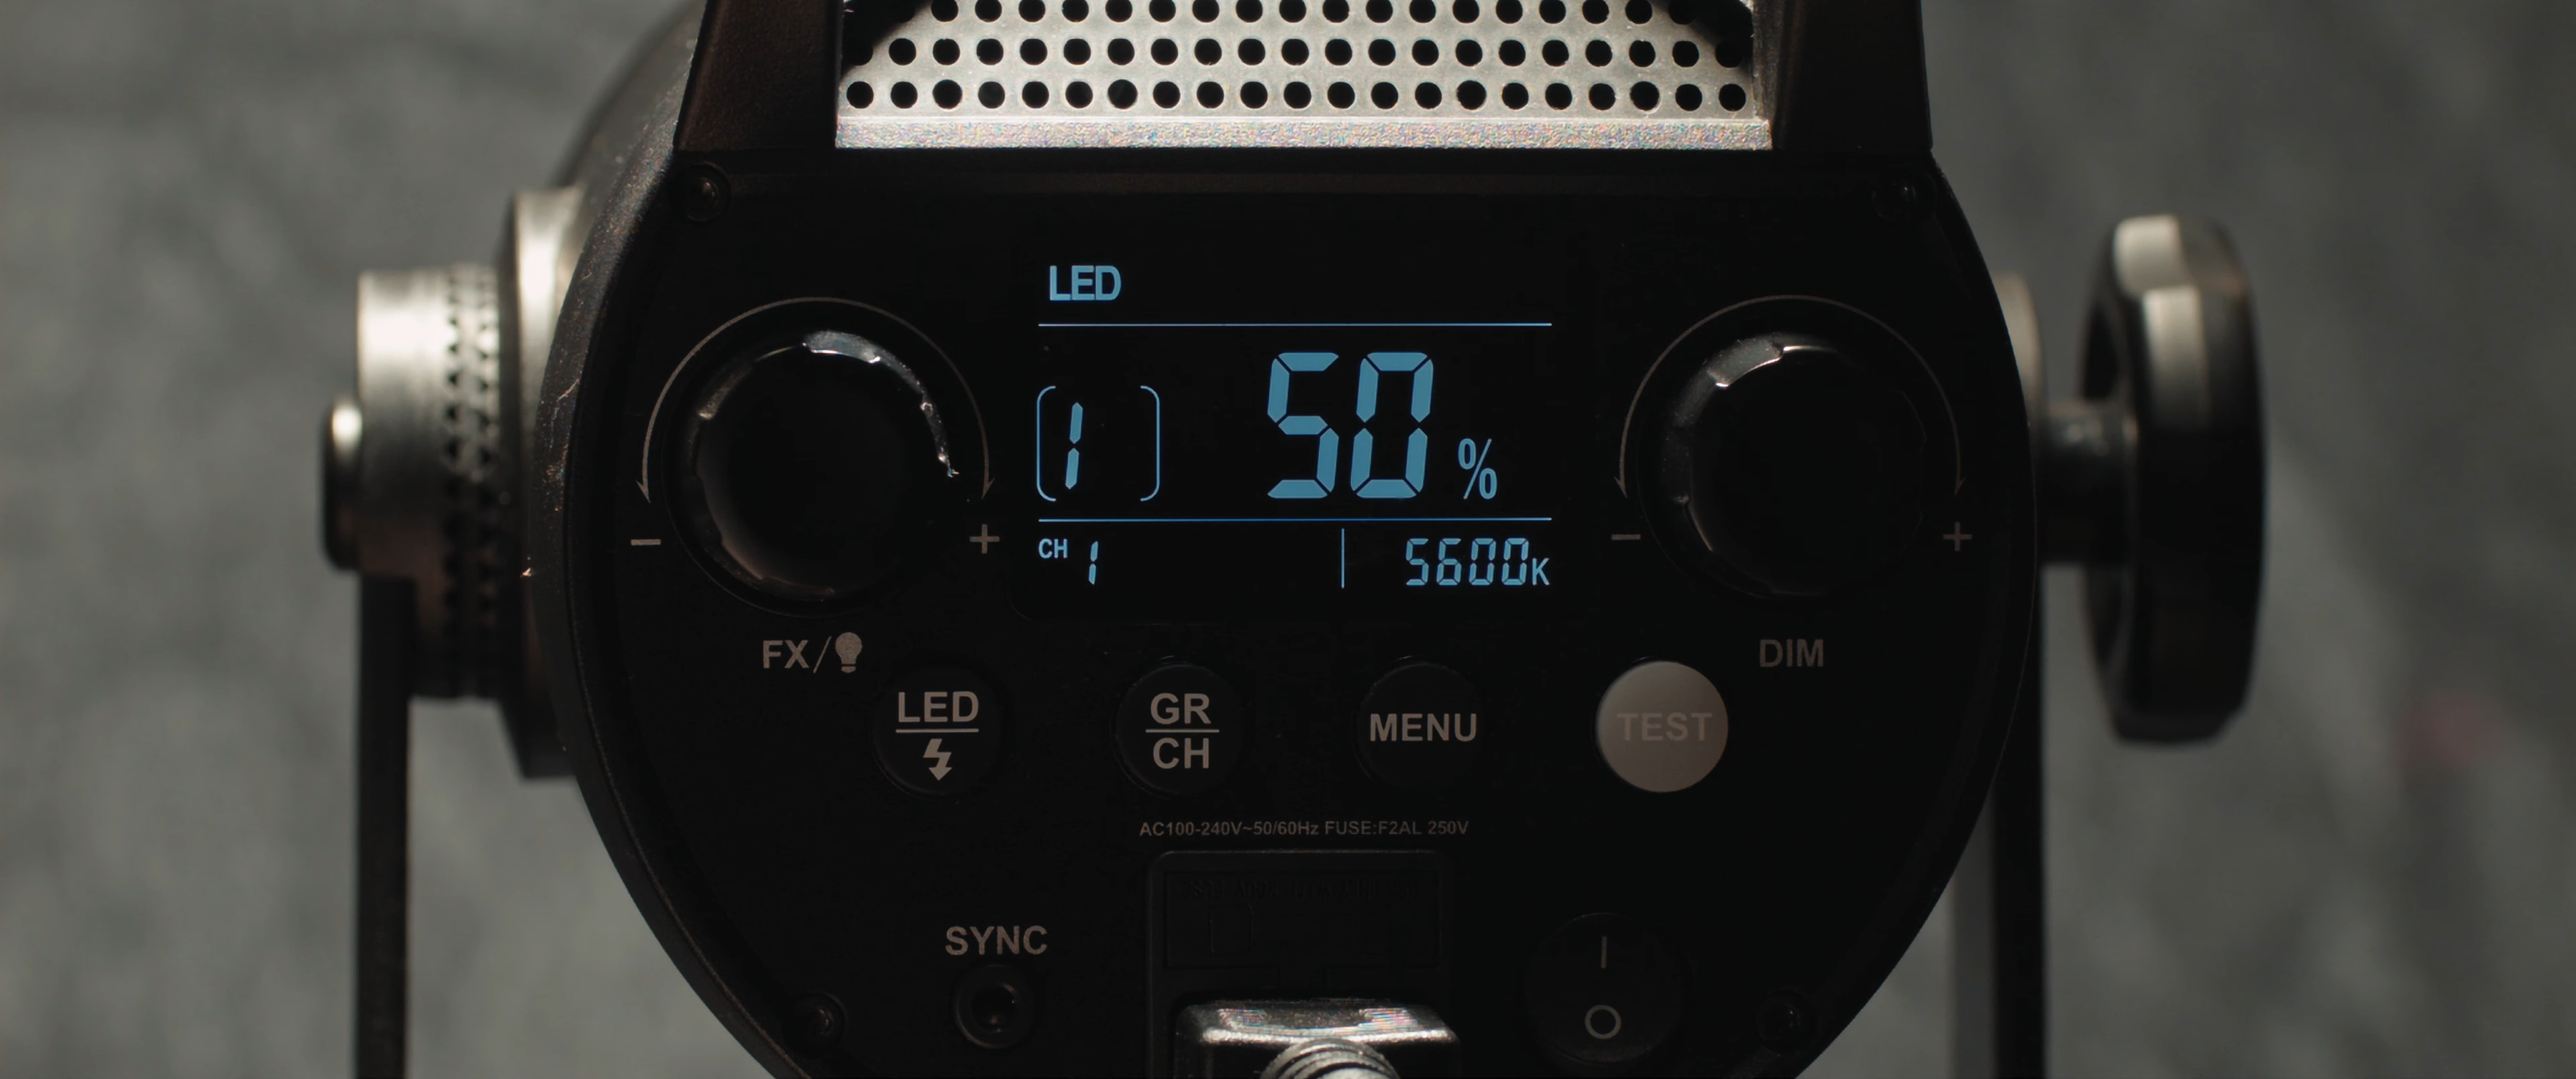 LED
1
50 %
CH 1
5600K
−
+
−
+
FX/
DIM
LED
GR
CH
MENU
TEST
AC100-240V~50/60Hz FUSE:F2AL 250V
SYNC
I
O